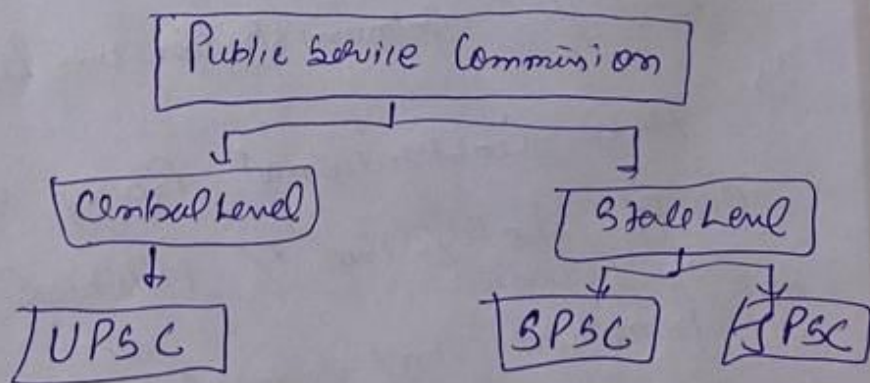 Public Service Commission
Central Level State Level
UPSC SPSC JPSC